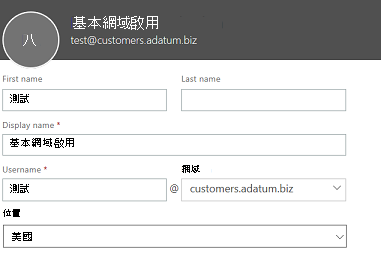 八
基本網域啟用
test@customers.adatum.biz
First name
Last name
測試
Display name *
基本網域啟用
Username *
網域
測試
@
customers.adatum.biz
位置
美國